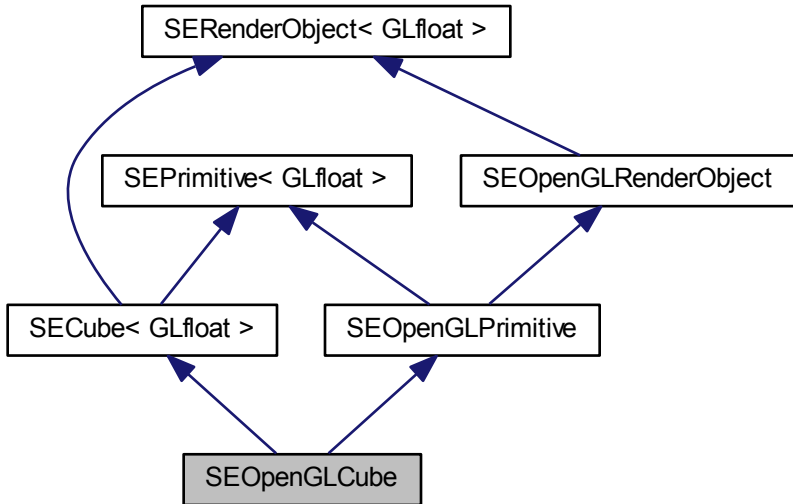 SERenderObject< GLfloat >
SEPrimitive< GLfloat >
SEOpenGLRenderObject
SECube< GLfloat >
SEOpenGLPrimitive
SEOpenGLCube